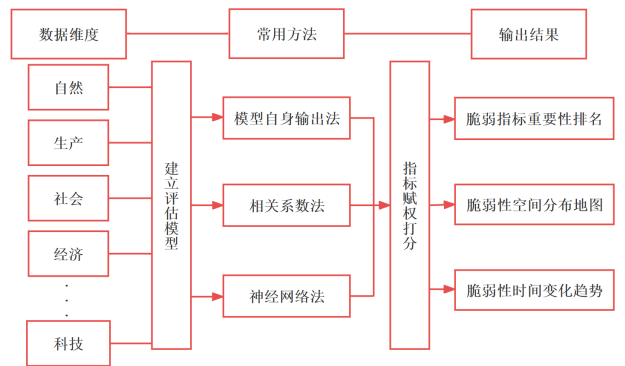 数据维度
常用方法
输出结果
自然
生产
社会
经济
···
科技
建立评估模型
模型自身输出法
相关系数法
神经网络法
指标赋权打分
脆弱指标重要性排名
脆弱性空间分布地图
脆弱性时间变化趋势